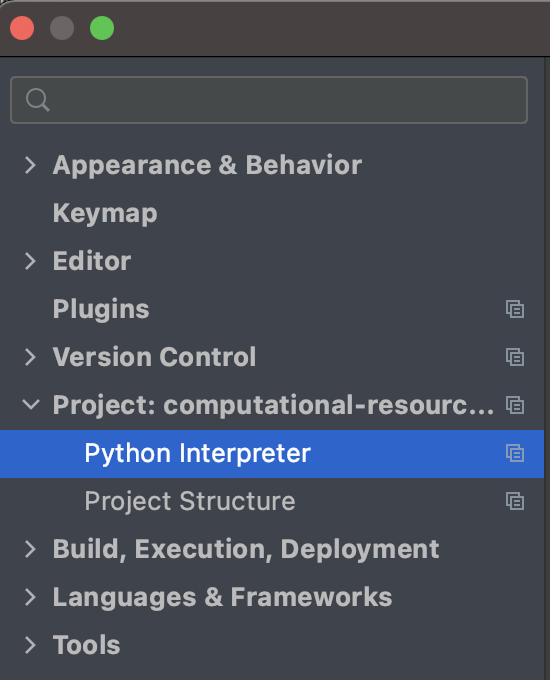 Appearance & Behavior
Keymap
Editor
Plugins
Version Control
Project: computational-resourc...
Python Interpreter
Project Structure
Build, Execution, Deployment
Languages & Frameworks
Tools